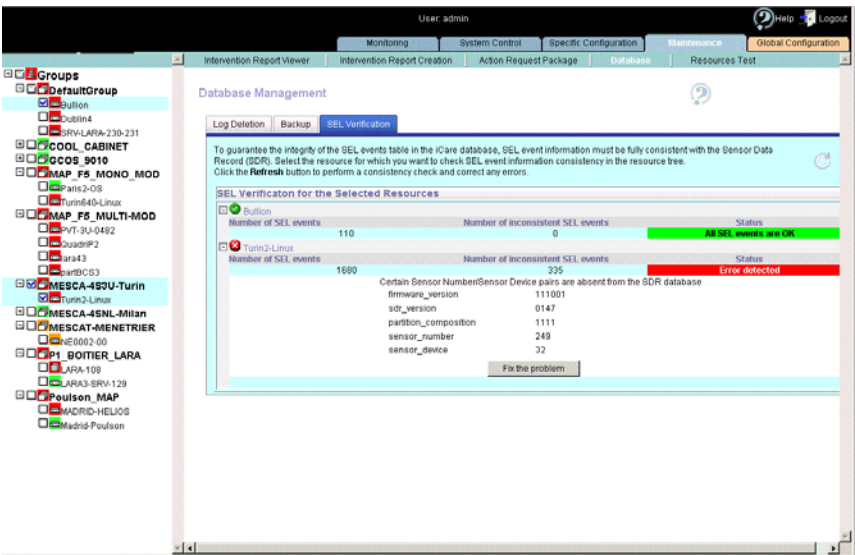 User: admin
Help Logout
Monitoring System Control Specific Configuration Maintenance Global Configuration
Intervention Report Viewer Intervention Report Creation Action Request Package Database Resources Test
Groups
DefaultGroup
Bullion
Dublin4
SRV-LARA-230-231
COOL_CABINET
GCOS_9010
MAP_F5_MONO_MOD
Paris2-OS
Turin640-Linux
MAP_F5_MULTI-MOD
PVT-3U-0482
QuadriP2
zara43
partBCS3
MESCA-4S3U-Turin
Turin2-Linux
MESCA-4SNL-Milan
MESCAT-MENETRIER
NE0002-00
P1_BOITIER_LARA
LARA-108
LARA3-SRV-129
Poulson_MAP
MADRID-HELIOS
Madrid-Poulson
Database Management
Log Deletion Backup SEL Verification
To guarantee the integrity of the SEL events table in the iCare database, SEL event information must be fully consistent with the Sensor Data
Record (SDR). Select the resource for which you want to check SEL event information consistency in the resource tree.
Click the Refresh button to perform a consistency check and correct any errors.
SEL Verificaton for the Selected Resources
Bullion
Number of SEL events Number of inconsistent SEL events Status
110 0 All SEL events are OK
Turin2-Linux
Number of SEL events Number of inconsistent SEL events Status
1680 335 Error detected
Certain Sensor Number/Sensor Device pairs are absent from the SDR database
firmware_version 111001
sdr_version 0147
partition_composition 1111
sensor_number 249
sensor_device 32
Fix the problem